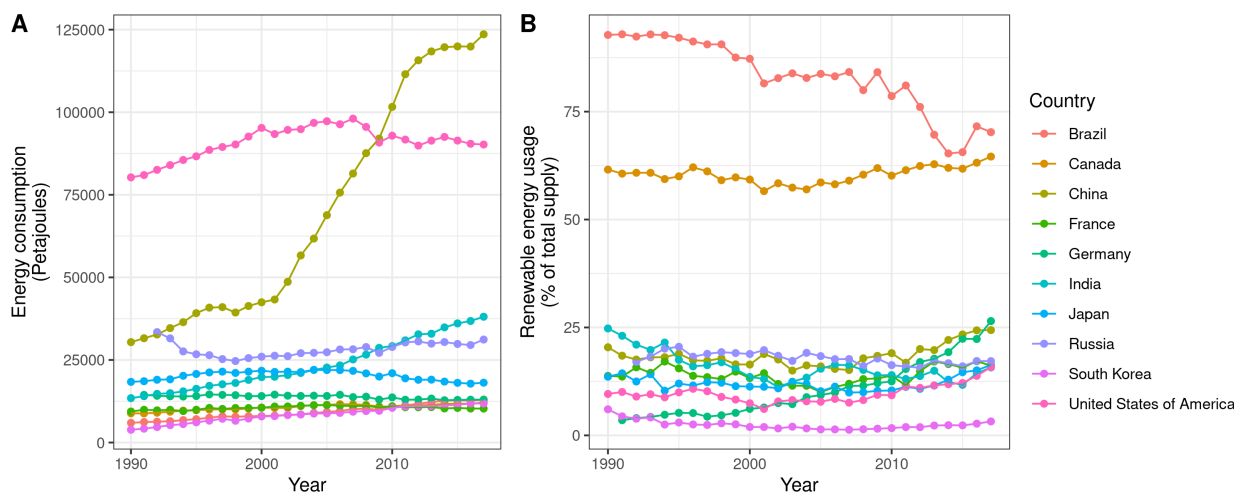 A
Energy consumption
(Petajoules)
125000
100000
75000
50000
25000
0
1990
2000
2010
Year
B
Renewable energy usage
(% of total supply)
75
50
25
0
1990
2000
2010
Year
Country
Brazil
Canada
China
France
Germany
India
Japan
Russia
South Korea
United States of America